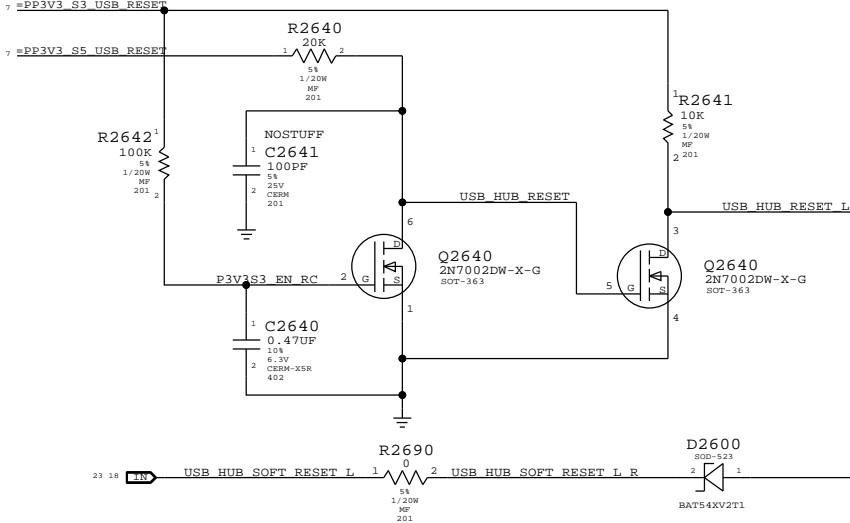 7 =PP3V3_S3_USB_RESET
R2640
20K
7 =PP3V3_S5_USB_RESET
1 2
5%
1/20W
MF
201
1
R2641
10K
5%
1/20W
MF
201
2
R2642
1
100K
5%
1/20W
MF
201
2
NOSTUFF
1
C2641
100PF
5%
25V
CERM
201
2
USB_HUB_RESET
USB_HUB_RESET_L
6
D
Q2640
2N7002DW-X-G
SOT-363
2 G
S
1
3
D
Q2640
2N7002DW-X-G
SOT-363
5 G
S
4
P3V3S3_EN_RC
1
C2640
0.47UF
10%
6.3V
CERM-X5R
402
2
R2690
0
23 18 IN
USB_HUB_SOFT_RESET_L
1 2
USB_HUB_SOFT_RESET_L_R
5%
1/20W
MF
201
D2600
SOD-523
2 1
BAT54XV2T1